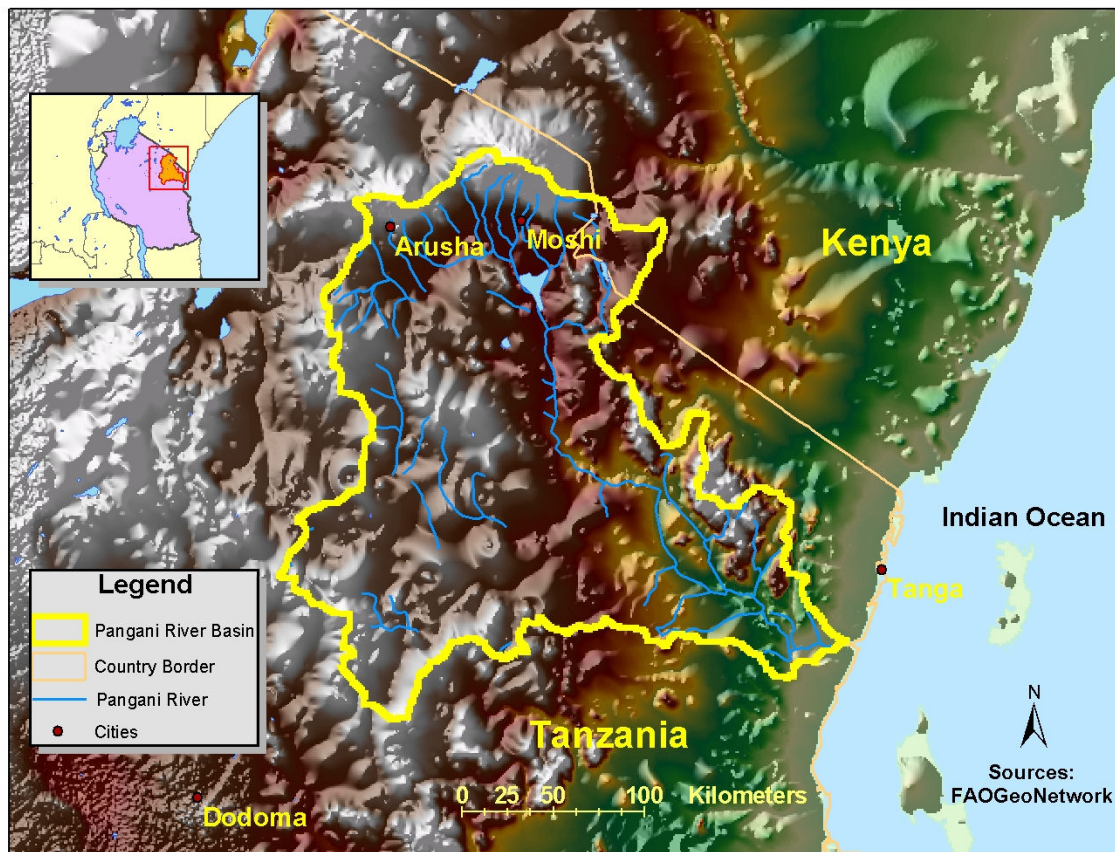 Arusha
Moshi
Kenya
Indian Ocean
Tanga
Legend
Pangani River Basin
Country Border
Pangani River
Cities
Tanzania
Dodoma
0 25 50 100 Kilometers
N
Sources:
FAOGeoNetwork